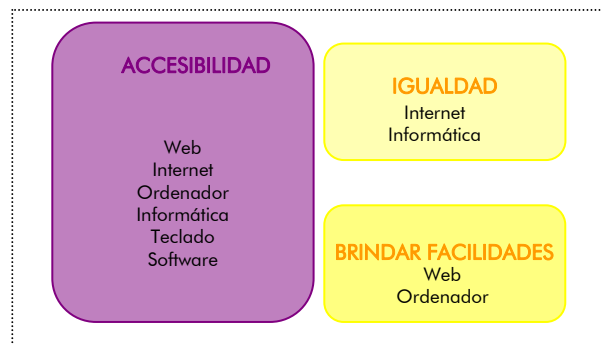 ACCESIBILIDAD
Web
Internet
Ordenador
Informática
Teclado
Software
IGUALDAD
Internet
Informática
BRINDAR FACILIDADES
Web
Ordenador